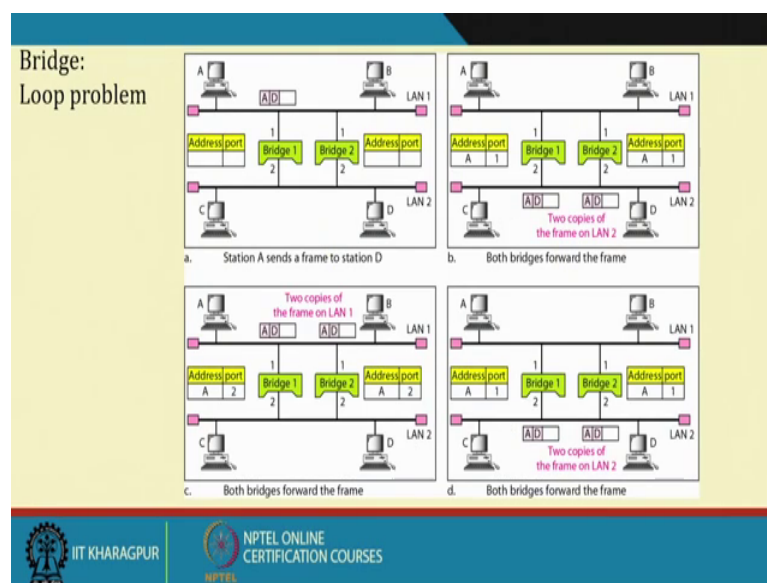 Bridge:
Loop problem
A
B
A D
LAN 1
1
1
Address port
Bridge 1
Bridge 2
Address port
2
2
C
D
LAN 2
a. Station A sends a frame to station D
A
B
LAN 1
1
1
Address port
A 1
Bridge 1
Bridge 2
Address port
A 1
2
2
C
A D
A D
D
LAN 2
Two copies of
the frame on LAN 2
b. Both bridges forward the frame
A
Two copies of
the frame on LAN 1
B
A D
A D
LAN 1
1
1
Address port
A 2
Bridge 1
Bridge 2
Address port
A 2
2
2
C
D
LAN 2
c. Both bridges forward the frame
A
B
LAN 1
1
1
Address port
A 1
Bridge 1
Bridge 2
Address port
A 1
2
2
C
A D
A D
D
LAN 2
Two copies of
the frame on LAN 2
d. Both bridges forward the frame
IIT KHARAGPUR
NPTEL ONLINE
CERTIFICATION COURSES
NPTEL